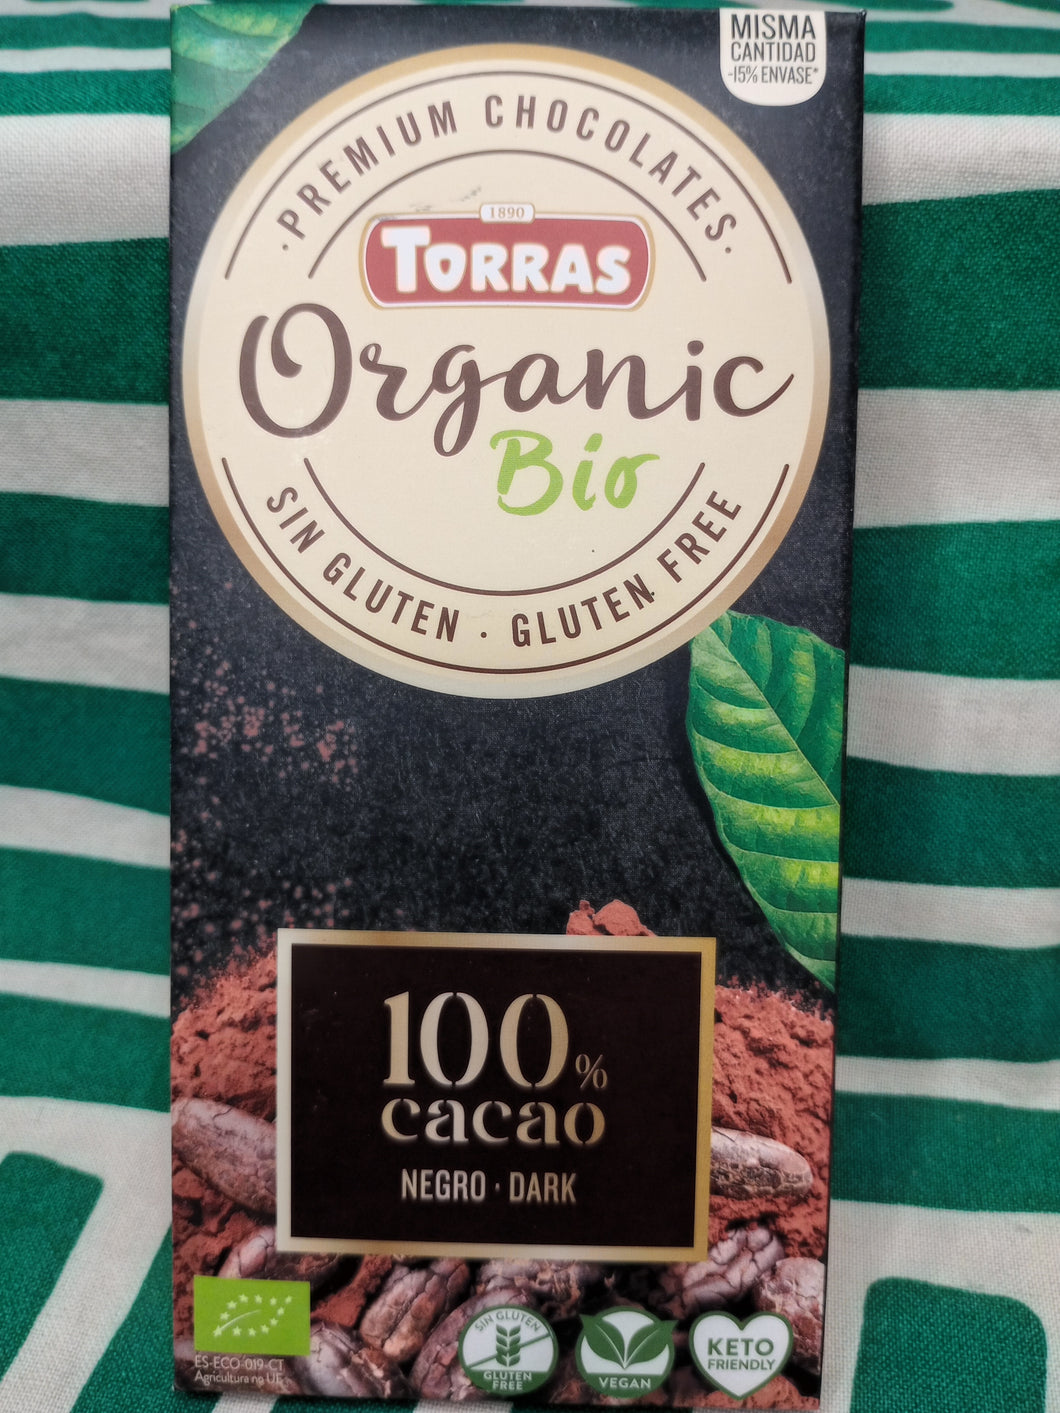 MISMA
CANTIDAD
-15% ENVASE*
· PREMIUM CHOCOLATES ·
1890
TORRAS
Organic
Bio
SIN GLUTEN · GLUTEN FREE
100%
cacao
NEGRO · DARK
ES-ECO-019-CT
Agricultura no UE
SIN GLUTEN
GLUTEN
FREE
VEGAN
KETO
FRIENDLY